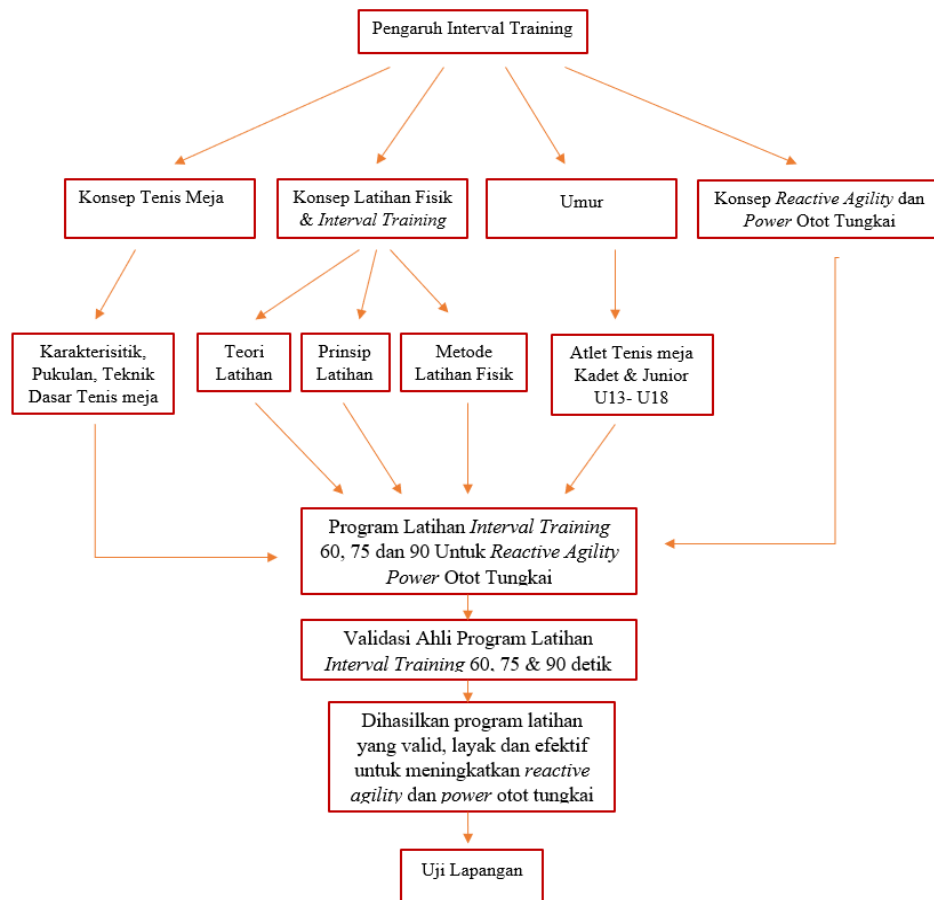 Pengaruh Interval Training
Konsep Tenis Meja
Konsep Latihan Fisik
& Interval Training
Umur
Konsep Reactive Agility dan
Power Otot Tungkai
Karakterisitik,
Pukulan, Teknik
Dasar Tenis meja
Teori
Latihan
Prinsip
Latihan
Metode
Latihan Fisik
Atlet Tenis meja
Kadet & Junior
U13- U18
Program Latihan Interval Training
60, 75 dan 90 Untuk Reactive Agility
Power Otot Tungkai
Validasi Ahli Program Latihan
Interval Training 60, 75 & 90 detik
Dihasilkan program latihan
yang valid, layak dan efektif
untuk meningkatkan reactive
agility dan power otot tungkai
Uji Lapangan